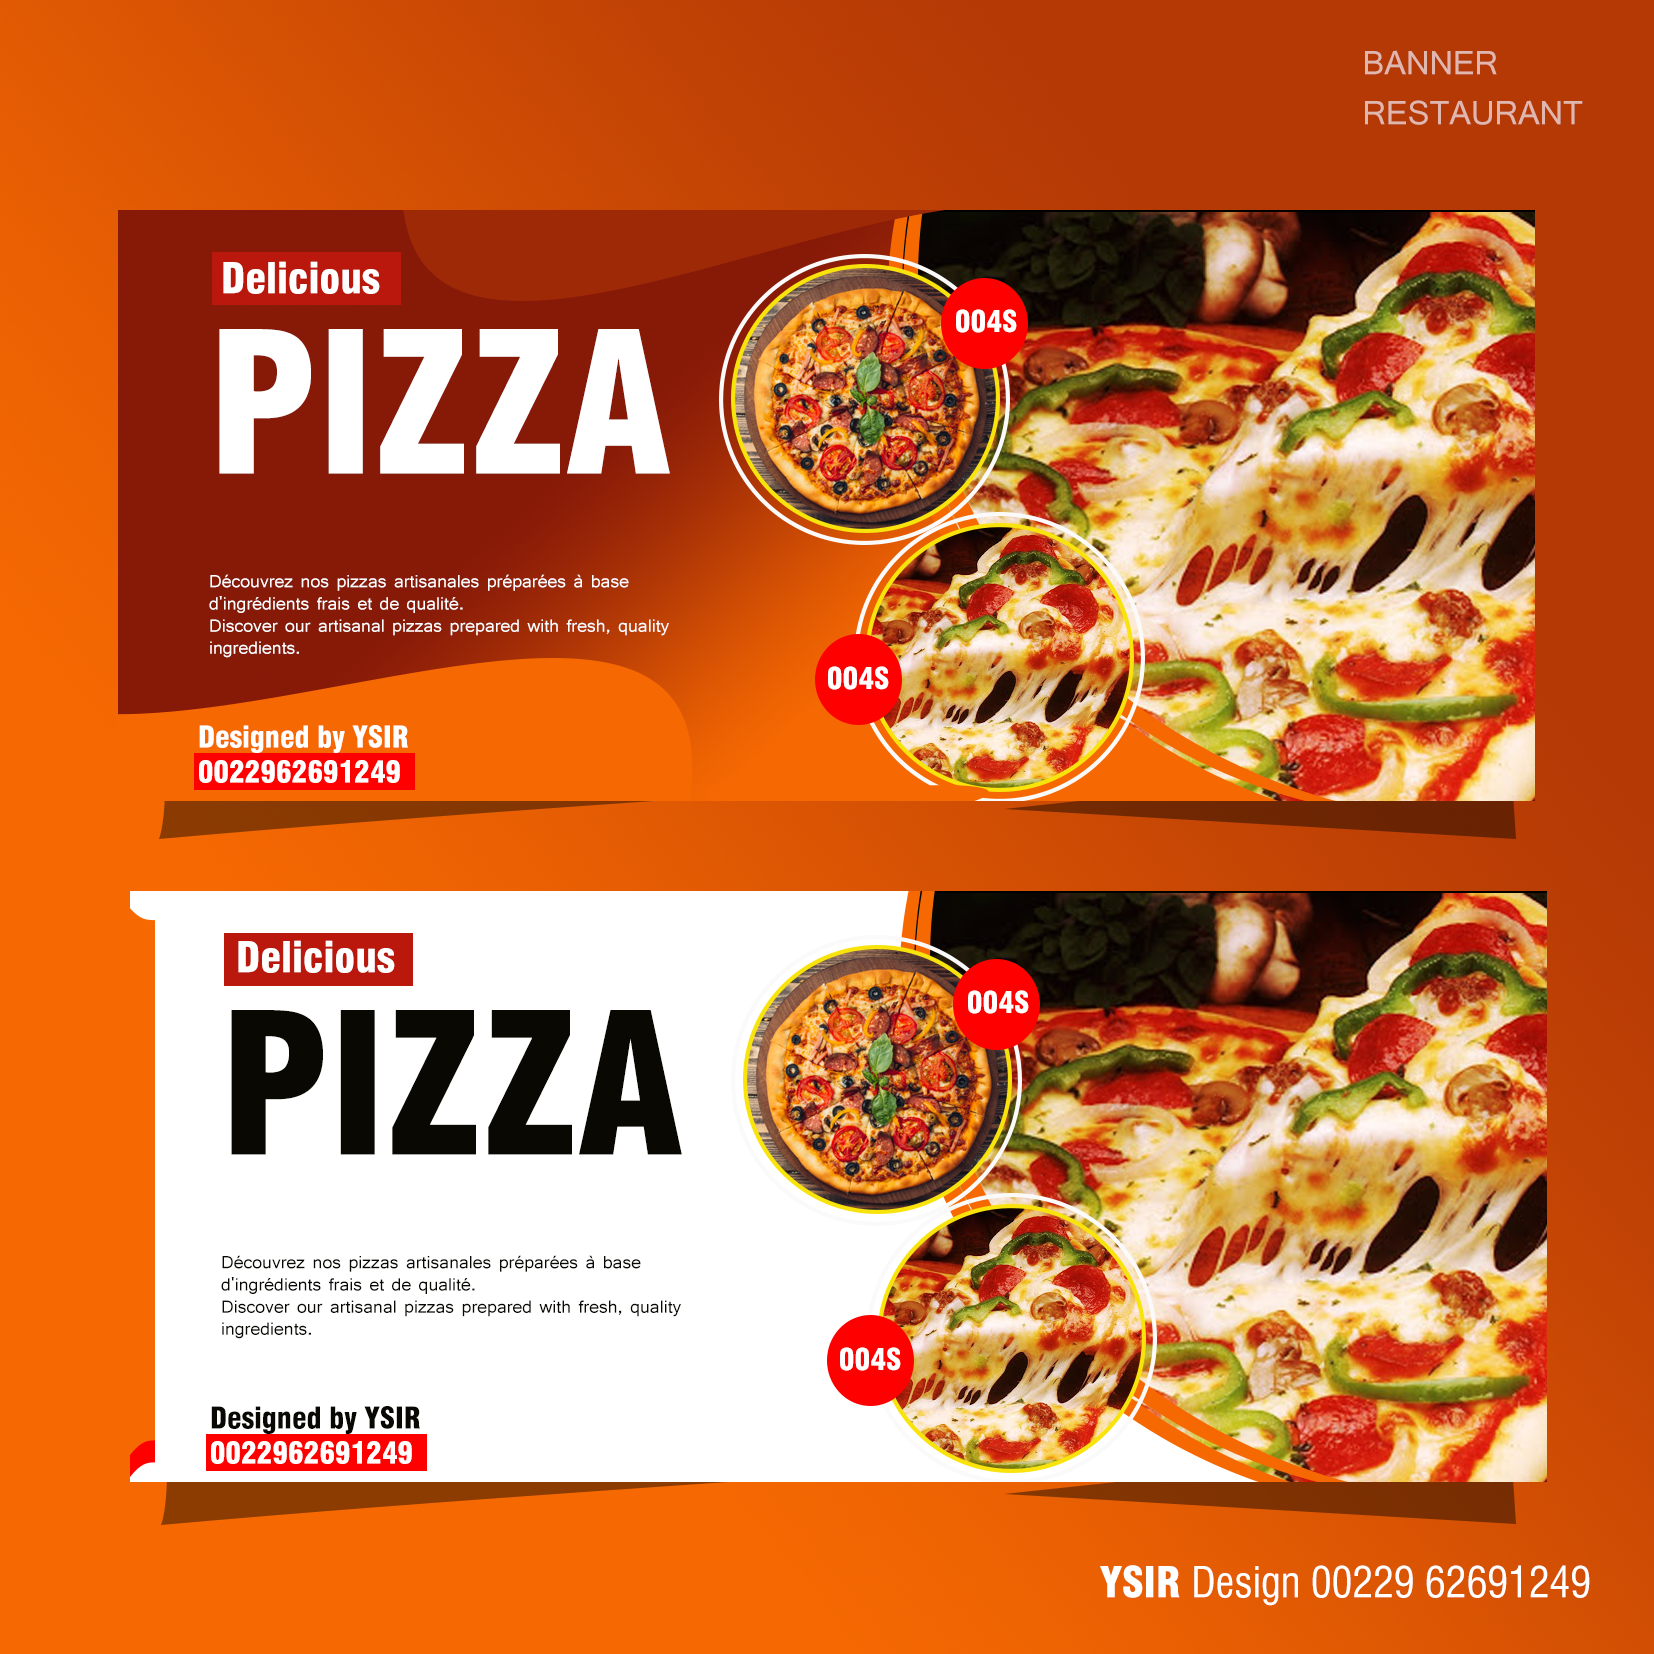 BANNER
RESTAURANT
Delicious
PIZZA
004S
Découvrez nos pizzas artisanales préparées à base
d'ingrédients frais et de qualité.
Discover our artisanal pizzas prepared with fresh, quality
ingredients.
004S
Designed by YSIR
0022962691249
Delicious
PIZZA
004S
Découvrez nos pizzas artisanales préparées à base
d'ingrédients frais et de qualité.
Discover our artisanal pizzas prepared with fresh, quality
ingredients.
004S
Designed by YSIR
0022962691249
YSIR Design 00229 62691249